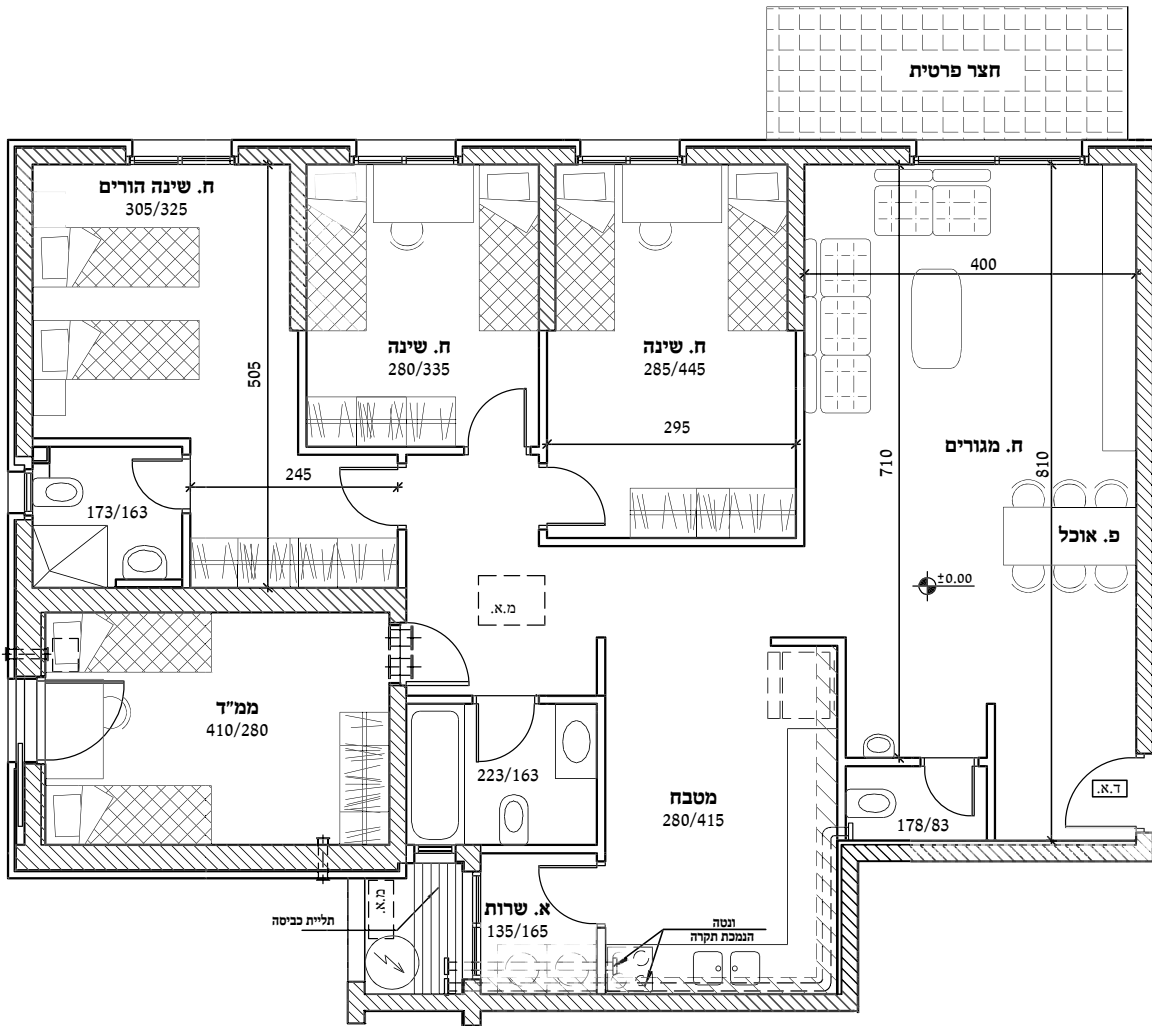 חצר פרטית
ח. שינה הורים
305/325
ח. שינה
280/335
ח. שינה
285/445
400
505
295
710
810
ח. מגורים
245
173/163
פ. אוכל
±0.00
מ.א.
ממ״ד
410/280
223/163
מטבח
280/415
ד.א.
178/83
מ.א.
תליית כביסה
א. שרות
135/165
ונטה
הנמכת תקרה